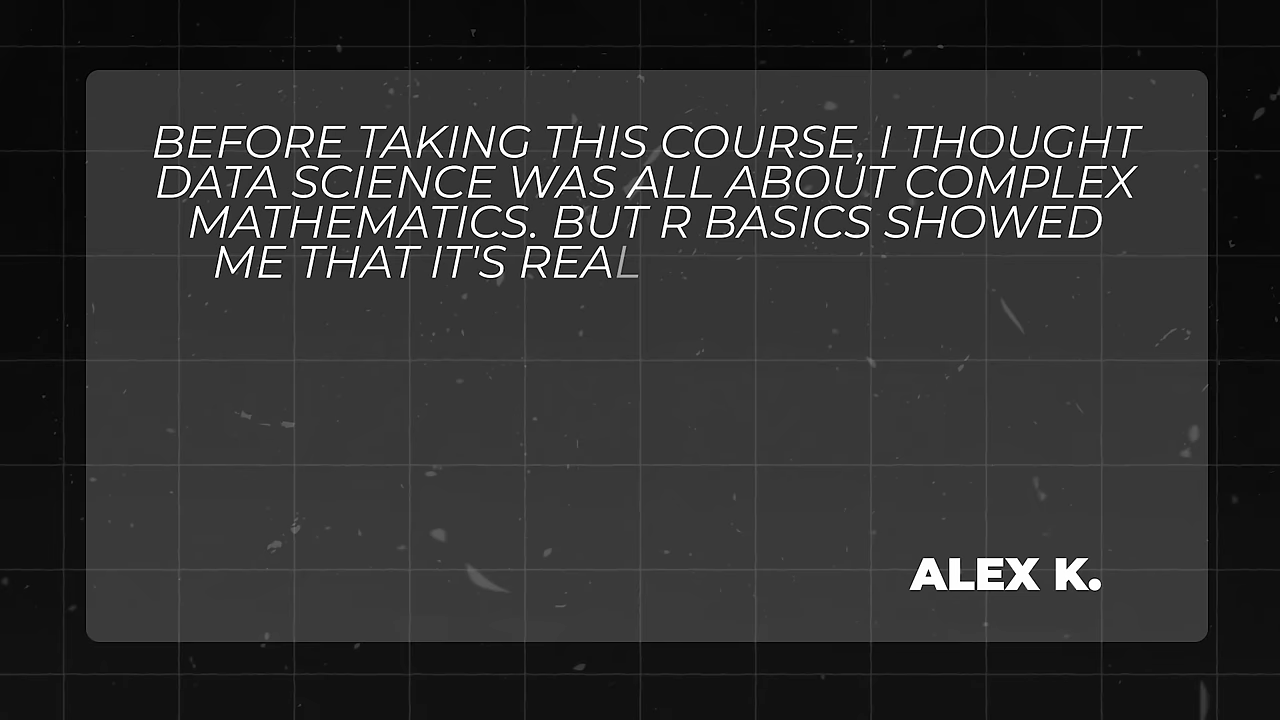 BEFORE TAKING THIS COURSE, I THOUGHT
DATA SCIENCE WAS ALL ABOUT COMPLEX
MATHEMATICS. BUT R BASICS SHOWED
ME THAT IT'S REAL
ALEX K.